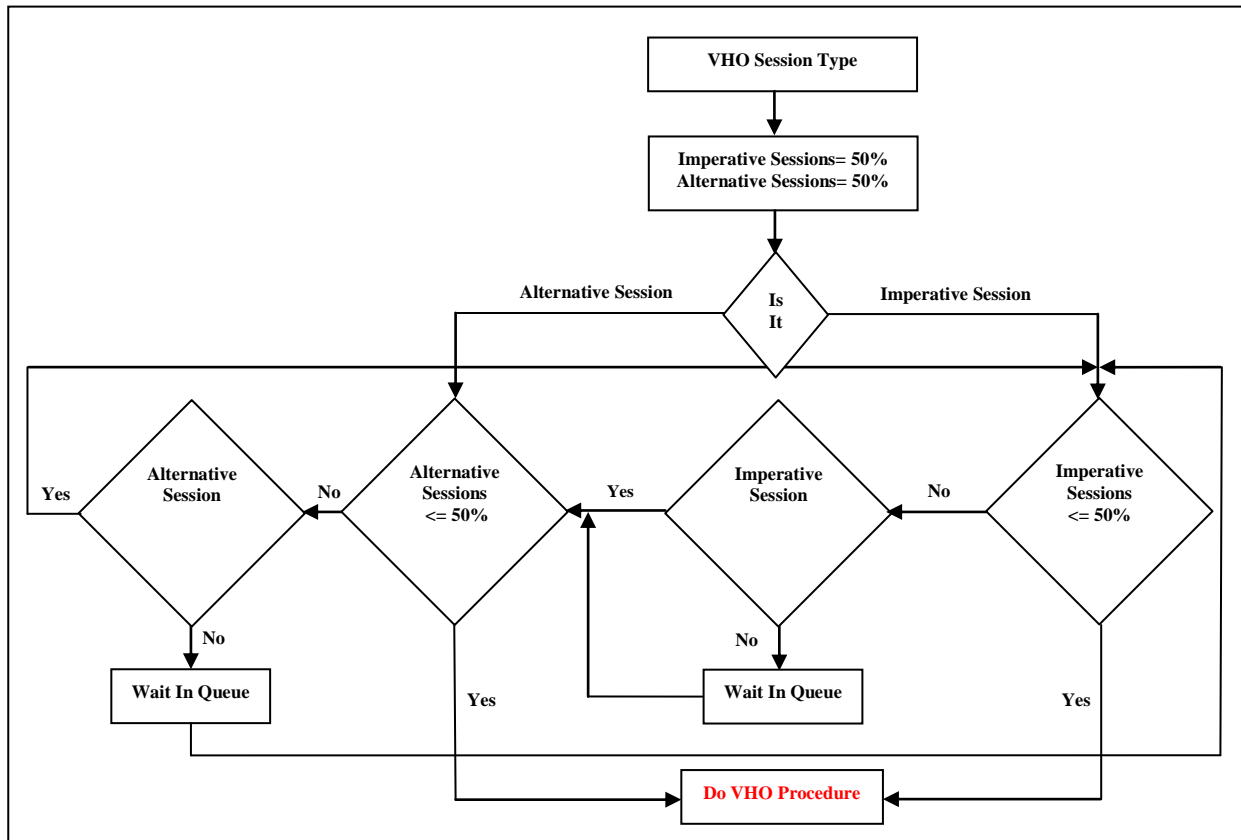 VHO Session Type
Imperative Sessions= 50%
Alternative Sessions= 50%
Alternative Session
Is
It
Imperative Session
Yes
Alternative
Session
No
Alternative
Sessions
<= 50%
Yes
Imperative
Session
No
Imperative
Sessions
<= 50%
No
Wait In Queue
Yes
No
Wait In Queue
Yes
Do VHO Procedure